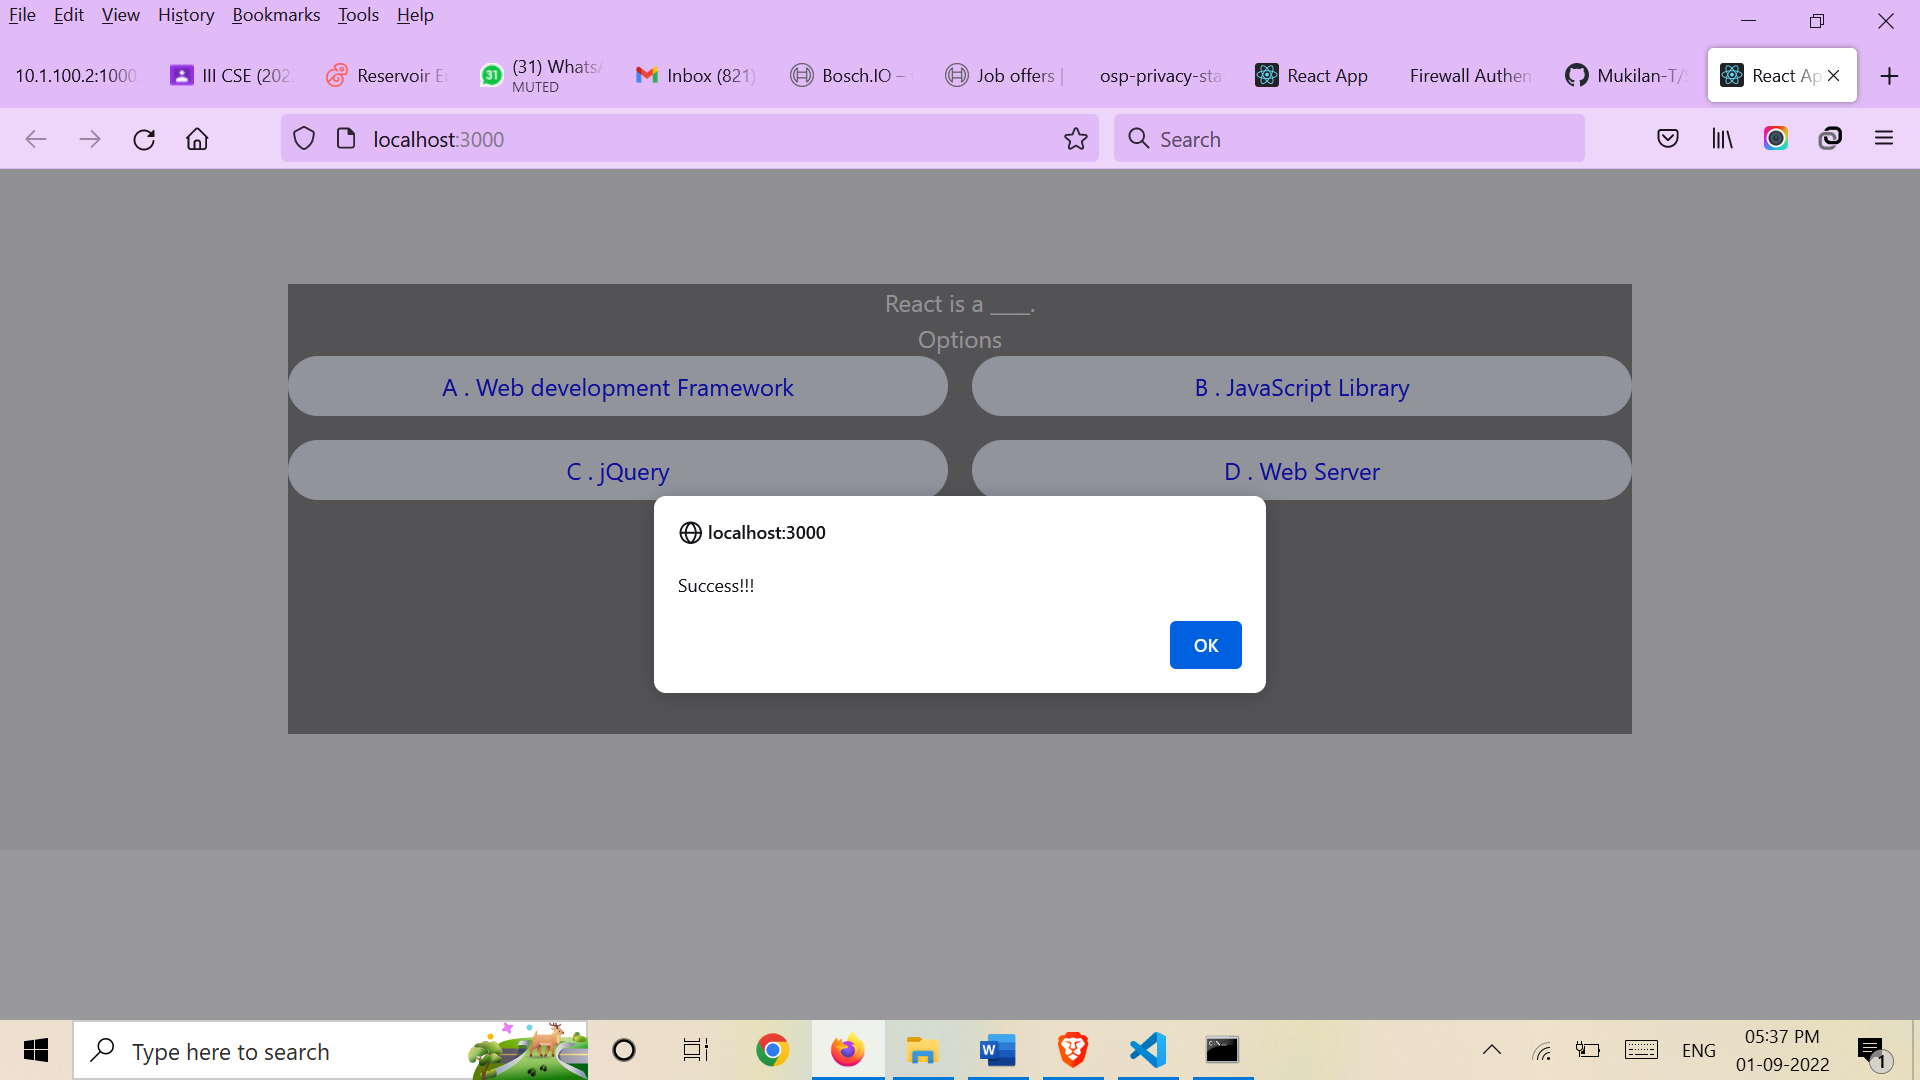 File Edit View History Bookmarks Tools Help
10.1.100.2:1000
III CSE (202
Reservoir E
(31) Whats
MUTED
Inbox (821)
Bosch.IO –
Job offers |
osp-privacy-sta
React App
Firewall Authen
Mukilan-T/
React Ap
localhost:3000
Search
React is a ____.
Options
A . Web development Framework
B . JavaScript Library
C . jQuery
D . Web Server
localhost:3000
Success!!!
OK
Type here to search
ENG
05:37 PM
01-09-2022
1